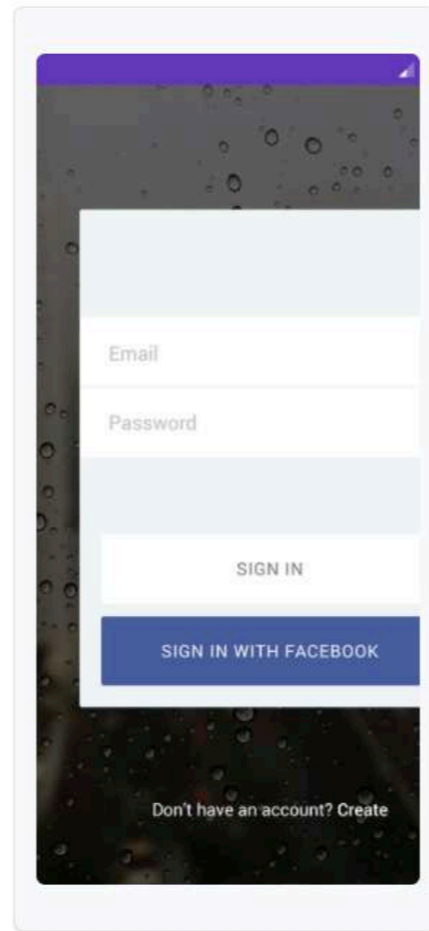 Email
Password
SIGN IN
SIGN IN WITH FACEBOOK
Don't have an account? Create